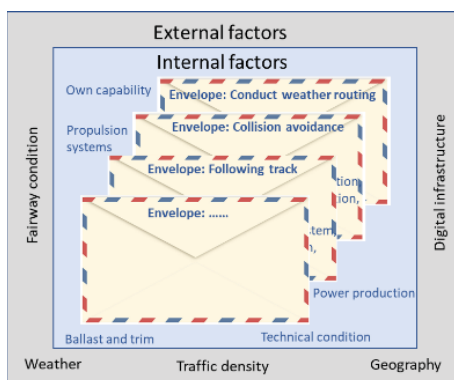 External factors
Internal factors
Own capability
Envelope: Conduct weather routing
Propulsion
systems
Envelope: Collision avoidance
Envelope: Following track
Envelope: ......
Fairway condition
Digital infrastructure
Power production
Ballast and trim
Technical condition
Weather
Traffic density
Geography